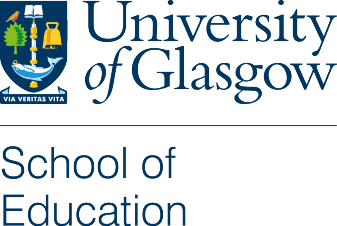 University
of Glasgow
VIA VERITAS VITA
School of
Education